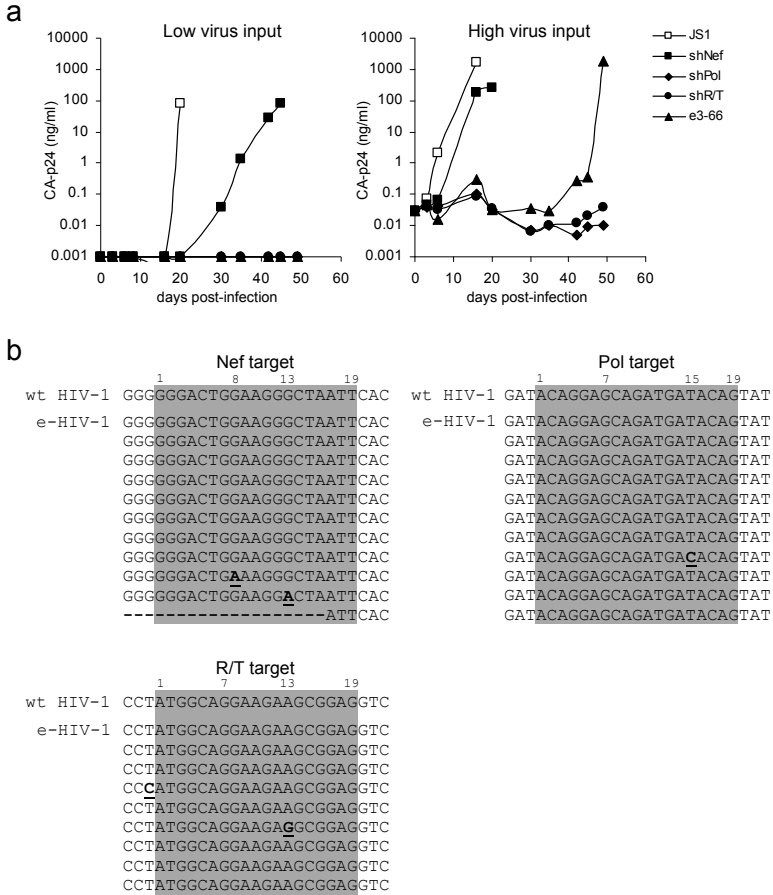 a
Low virus input
10000
1000
100
10
1
0.1
0.01
0.001
CA-p24 (ng/ml)
0 10 20 30 40 50 60
days post-infection
High virus input
10000
1000
100
10
1
0.1
0.01
0.001
CA-p24 (ng/ml)
0 10 20 30 40 50 60
days post-infection
JS1
shNef
shPol
shR/T
e3-66
b
Nef target
1 8 13 19
wt HIV-1 GGGGGGACTGGAAGGGCTAATTCAC
e-HIV-1 GGGGGGACTGGAAGGGCTAATTCAC
GGGGGGACTGGAAGGGCTAATTCAC
GGGGGGACTGGAAGGGCTAATTCAC
GGGGGGACTGGAAGGGCTAATTCAC
GGGGGGACTGGAAGGGCTAATTCAC
GGGGGGACTGGAAGGGCTAATTCAC
GGGGGGACTGGAAGGGCTAATTCAC
GGGGGGACTGGAAGGGCTAATTCAC
GGGGGGACTGAAAGGGCTAATTCAC
GGGGGGACTGGAAGGACTAATTCAC
-------------------ATTCAC
Pol target
1 7 15 19
wt HIV-1 GATACAGGAGCAGATGATACAGTAT
e-HIV-1 GATACAGGAGCAGATGATACAGTAT
GATACAGGAGCAGATGATACAGTAT
GATACAGGAGCAGATGATACAGTAT
GATACAGGAGCAGATGATACAGTAT
GATACAGGAGCAGATGATACAGTAT
GATACAGGAGCAGATGATACAGTAT
GATACAGGAGCAGATGATACAGTAT
GATACAGGAGCAGATGACACAGTAT
GATACAGGAGCAGATGATACAGTAT
GATACAGGAGCAGATGATACAGTAT
GATACAGGAGCAGATGATACAGTAT
R/T target
1 7 13 19
wt HIV-1 CCTATGGCAGGAAGAAGCGGAGGTC
e-HIV-1 CCTATGGCAGGAAGAAGCGGAGGTC
CCTATGGCAGGAAGAAGCGGAGGTC
CCTATGGCAGGAAGAAGCGGAGGTC
CCCATGGCAGGAAGAAGCGGAGGTC
CCTATGGCAGGAAGAAGCGGAGGTC
CCTATGGCAGGAAGAGGCGGAGGTC
CCTATGGCAGGAAGAAGCGGAGGTC
CCTATGGCAGGAAGAAGCGGAGGTC
CCTATGGCAGGAAGAAGCGGAGGTC